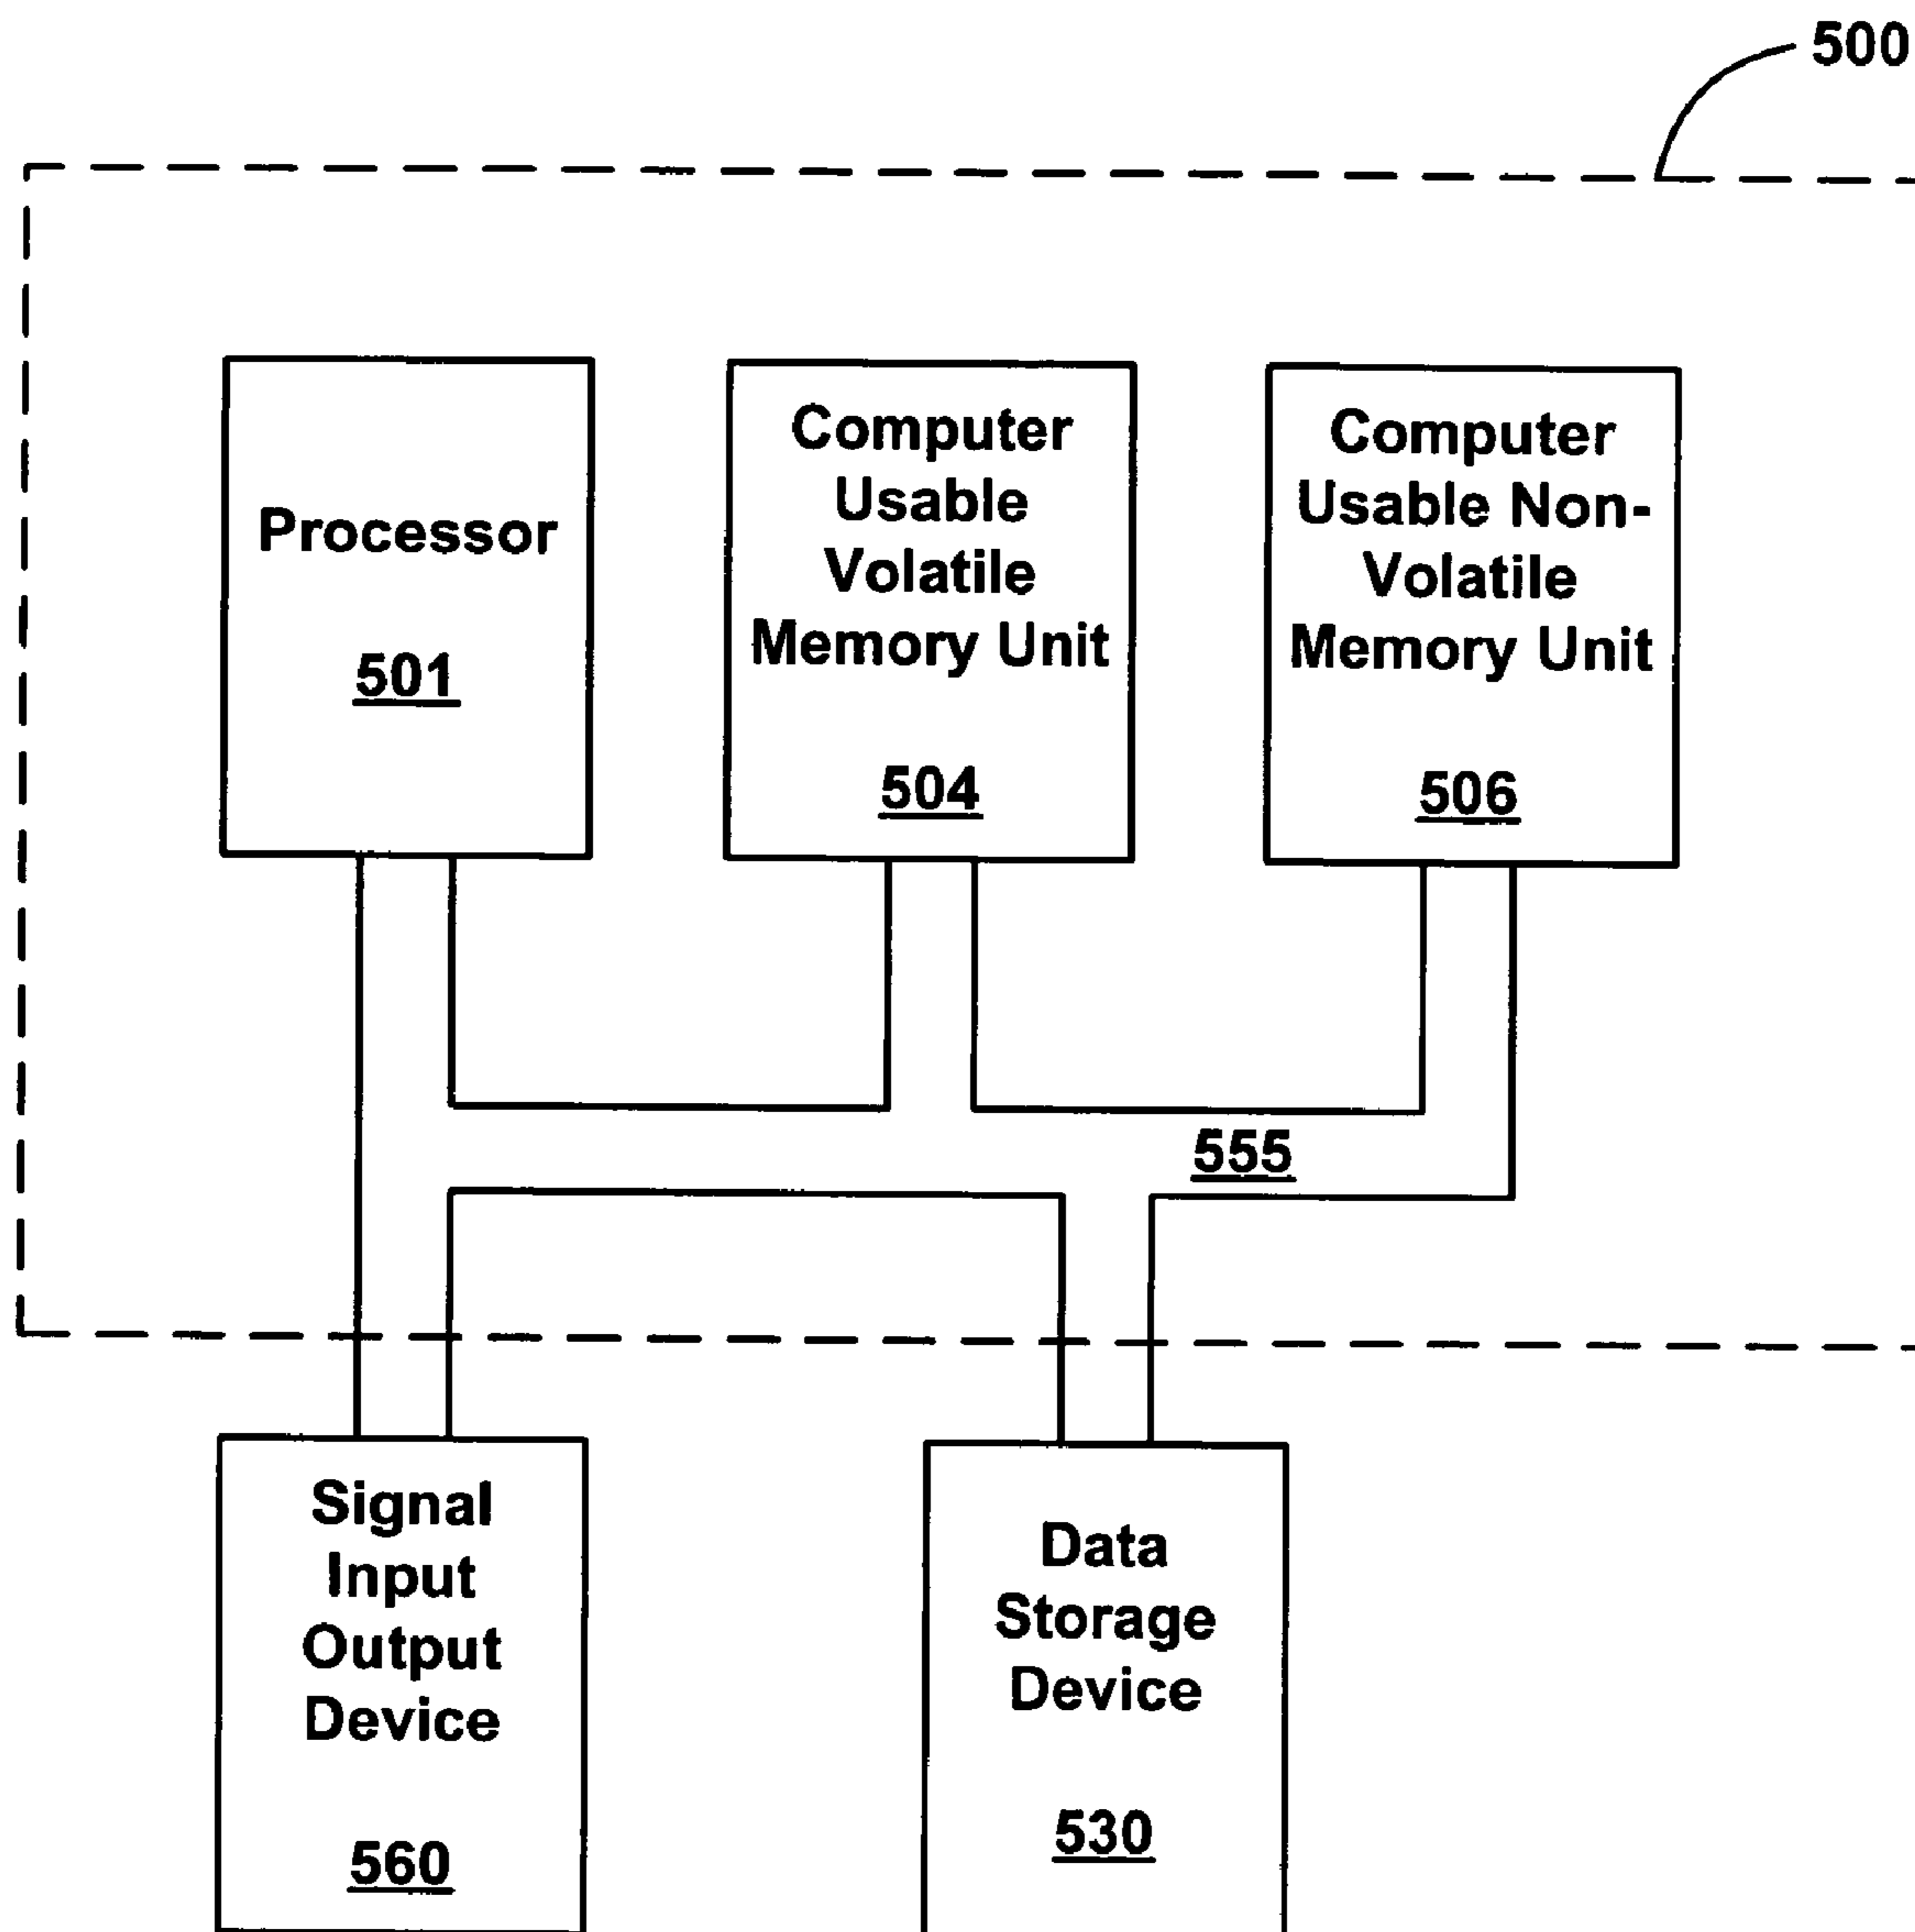 500
Processor
501
Computer
Usable
Volatile
Memory Unit
504
Computer
Usable Non-
Volatile
Memory Unit
506
555
Signal
Input
Output
Device
560
Data
Storage
Device
530